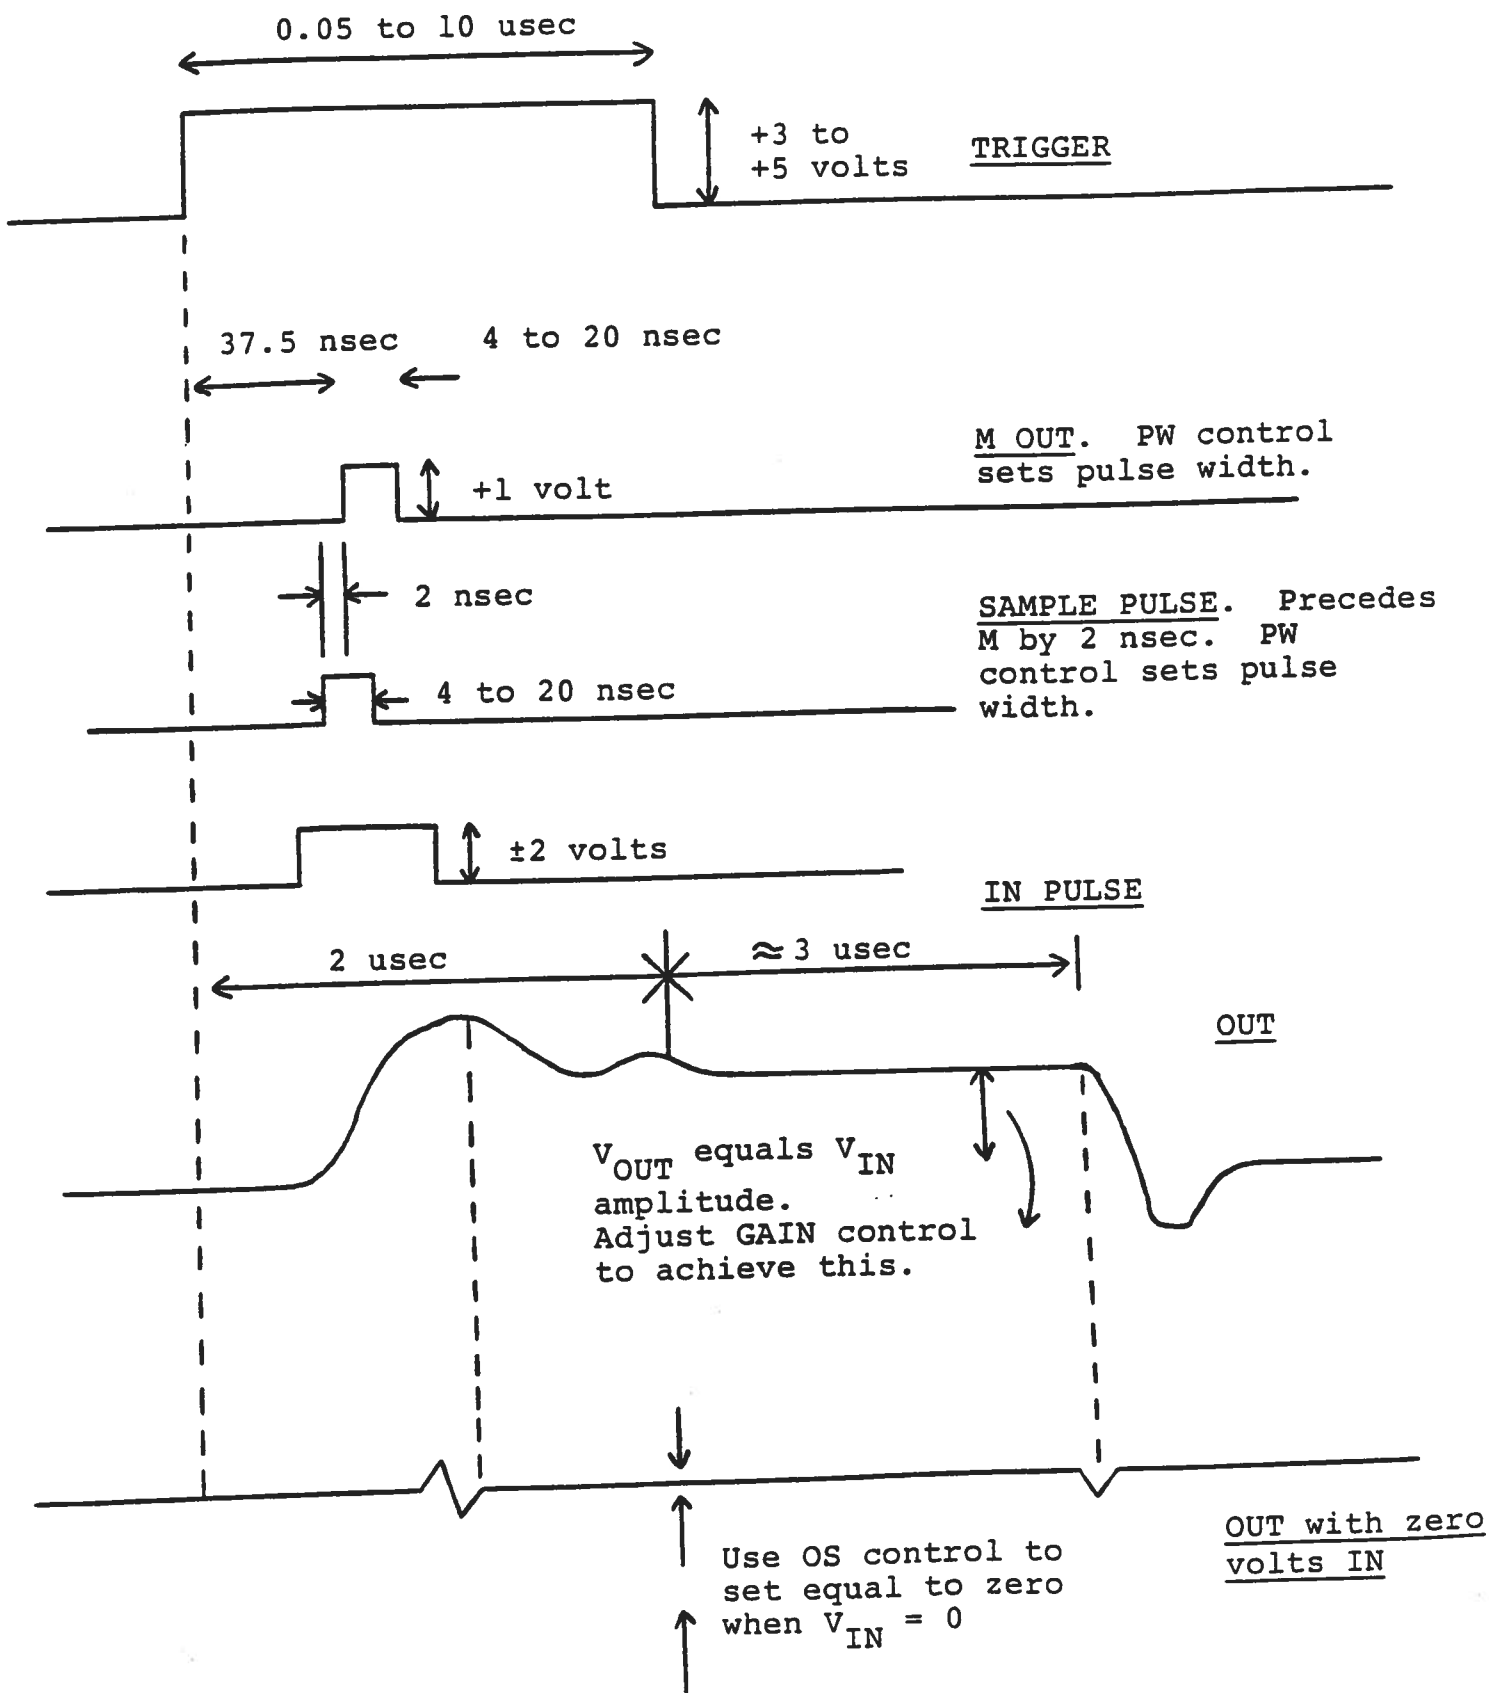 0.05 to 10 usec
+3 to
+5 volts
TRIGGER
37.5 nsec
4 to 20 nsec
M OUT. PW control
sets pulse width.
+1 volt
2 nsec
SAMPLE PULSE. Precedes
M by 2 nsec. PW
control sets pulse
width.
4 to 20 nsec
±2 volts
IN PULSE
2 usec
≈ 3 usec
OUT
VOUT equals VIN
amplitude.
Adjust GAIN control
to achieve this.
OUT with zero
volts IN
Use OS control to
set equal to zero
when VIN = 0